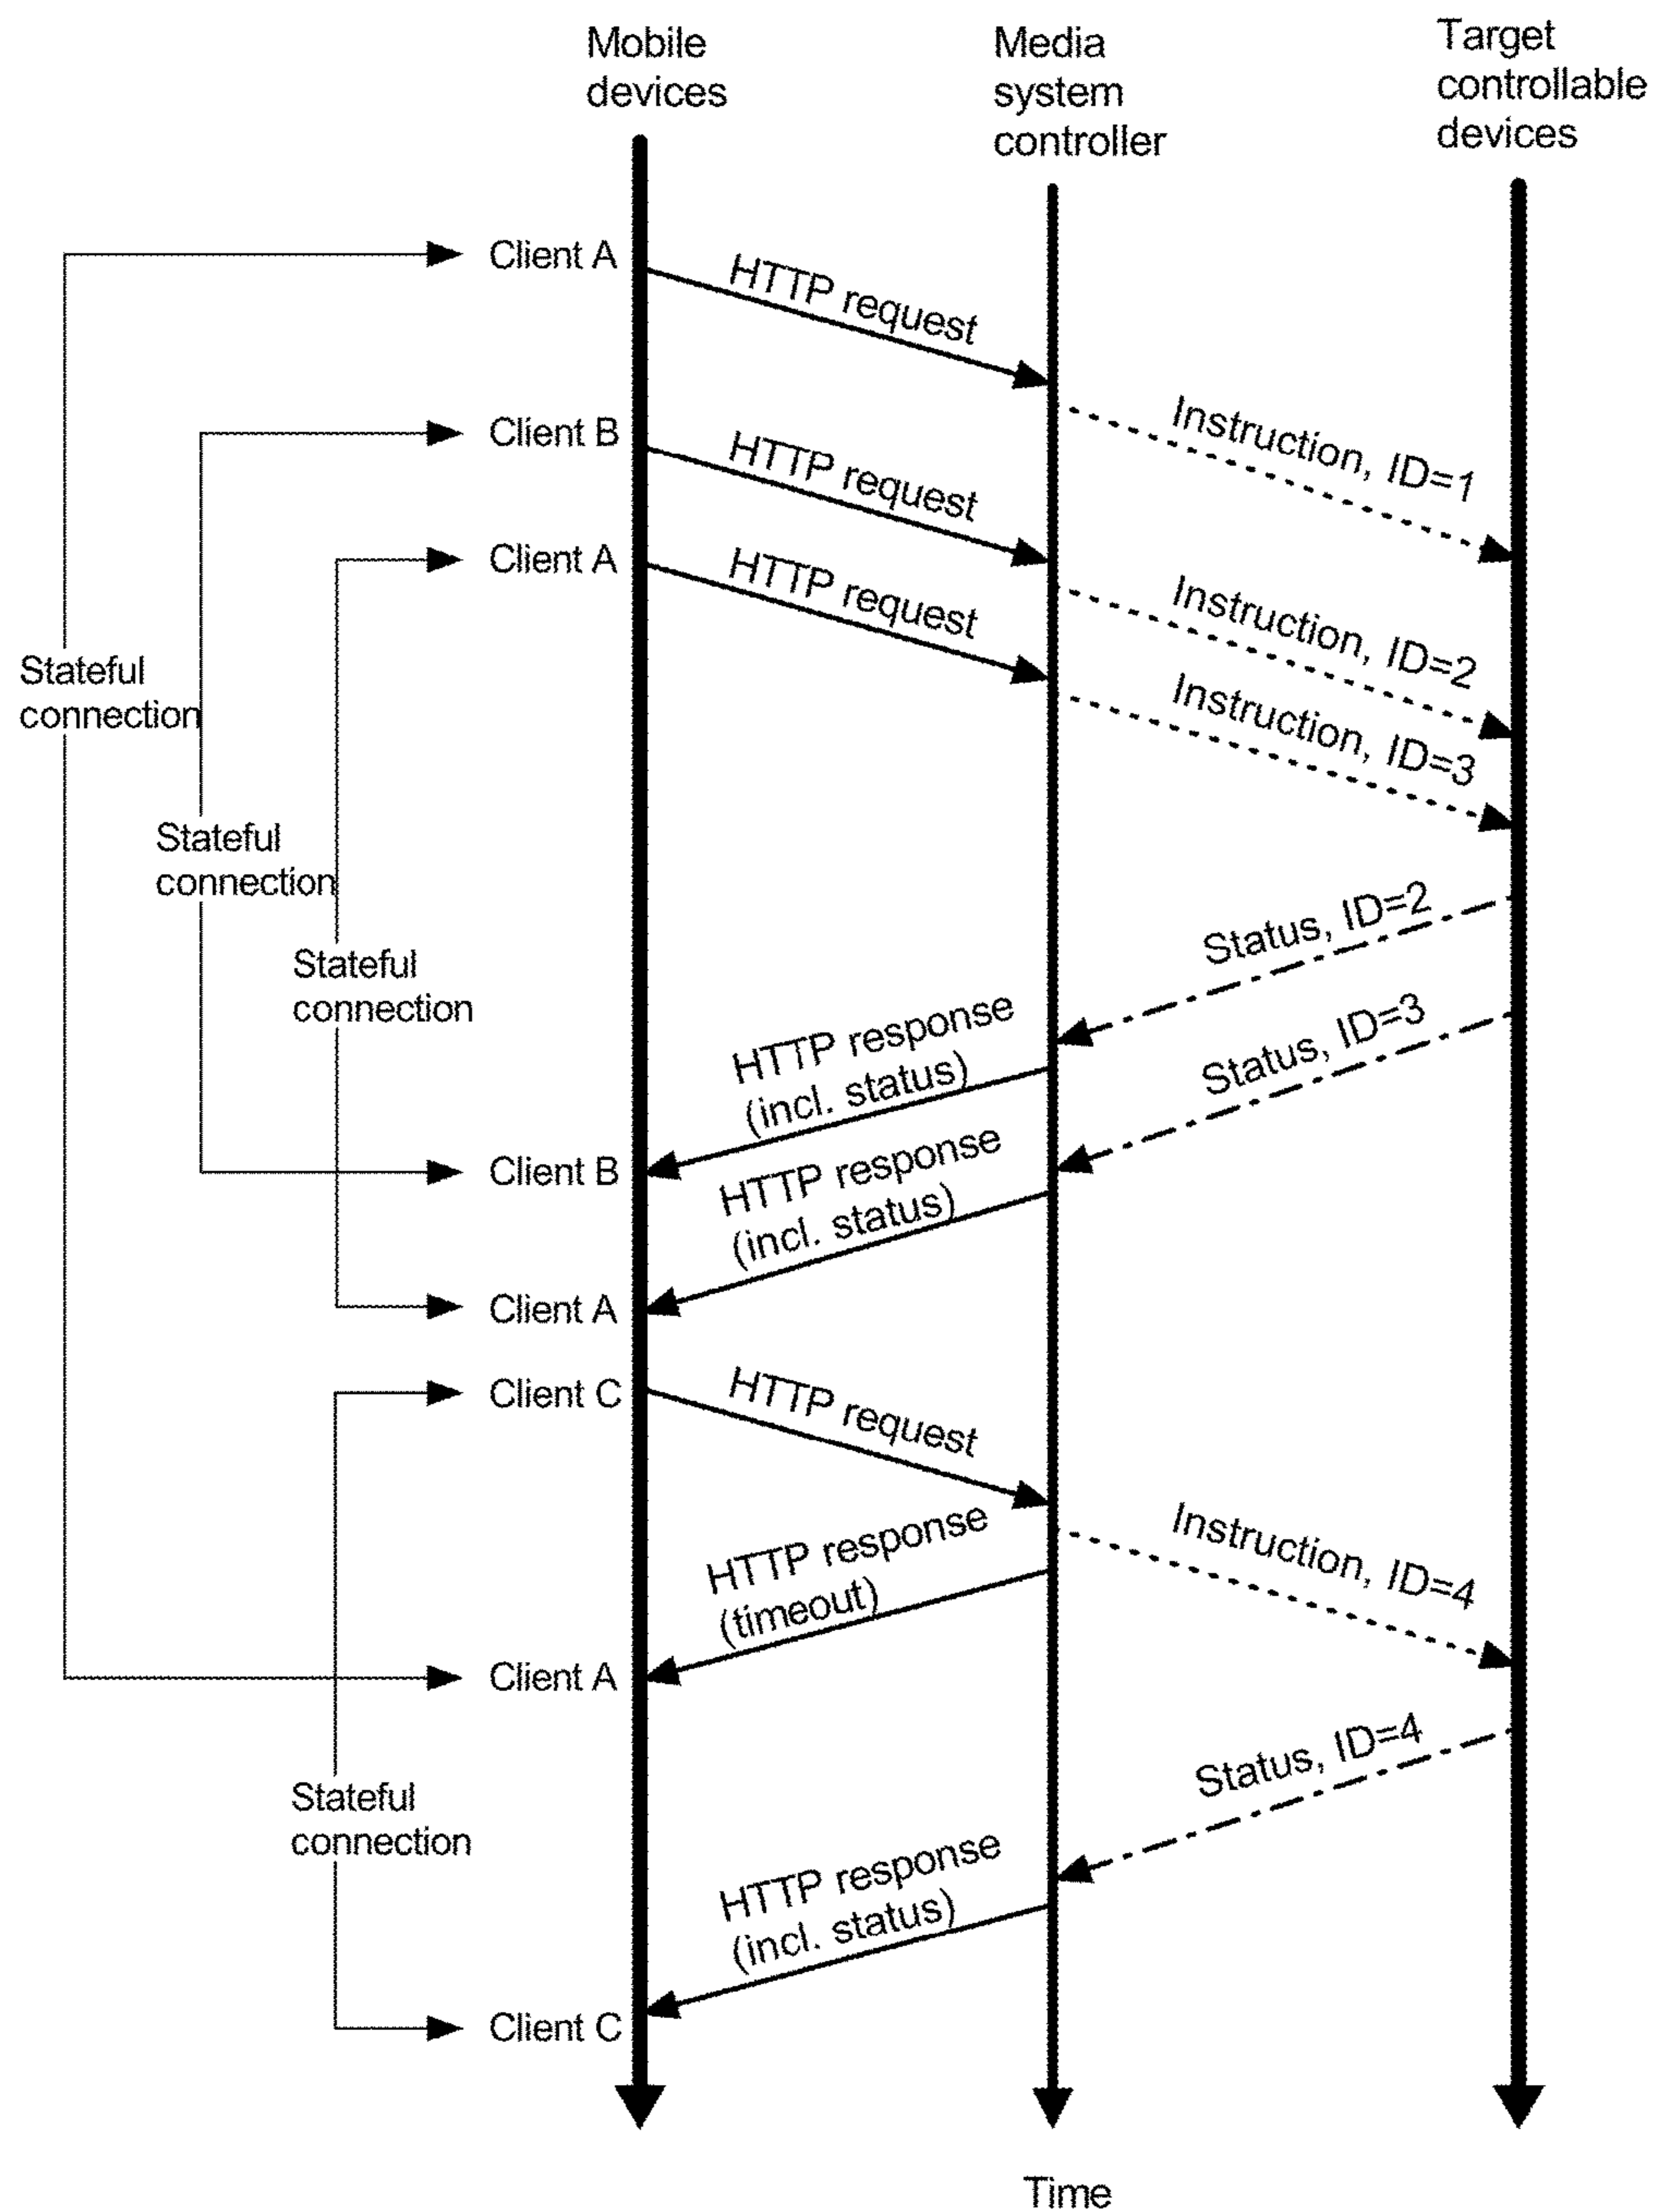 Mobile
devices
Media
system
controller
Target
controllable
devices
Client A
HTTP request
Instruction, ID=1
Client B
HTTP request
Instruction, ID=2
Client A
HTTP request
Instruction, ID=3
Stateful
connection
Stateful
connection
Stateful
connection
Status, ID=2
HTTP response
(incl. status)
Status, ID=3
Client B
HTTP response
(incl. status)
Client A
Client C
HTTP request
Instruction, ID=4
HTTP response
(timeout)
Client A
Status, ID=4
Stateful
connection
HTTP response
(incl. status)
Client C
Time